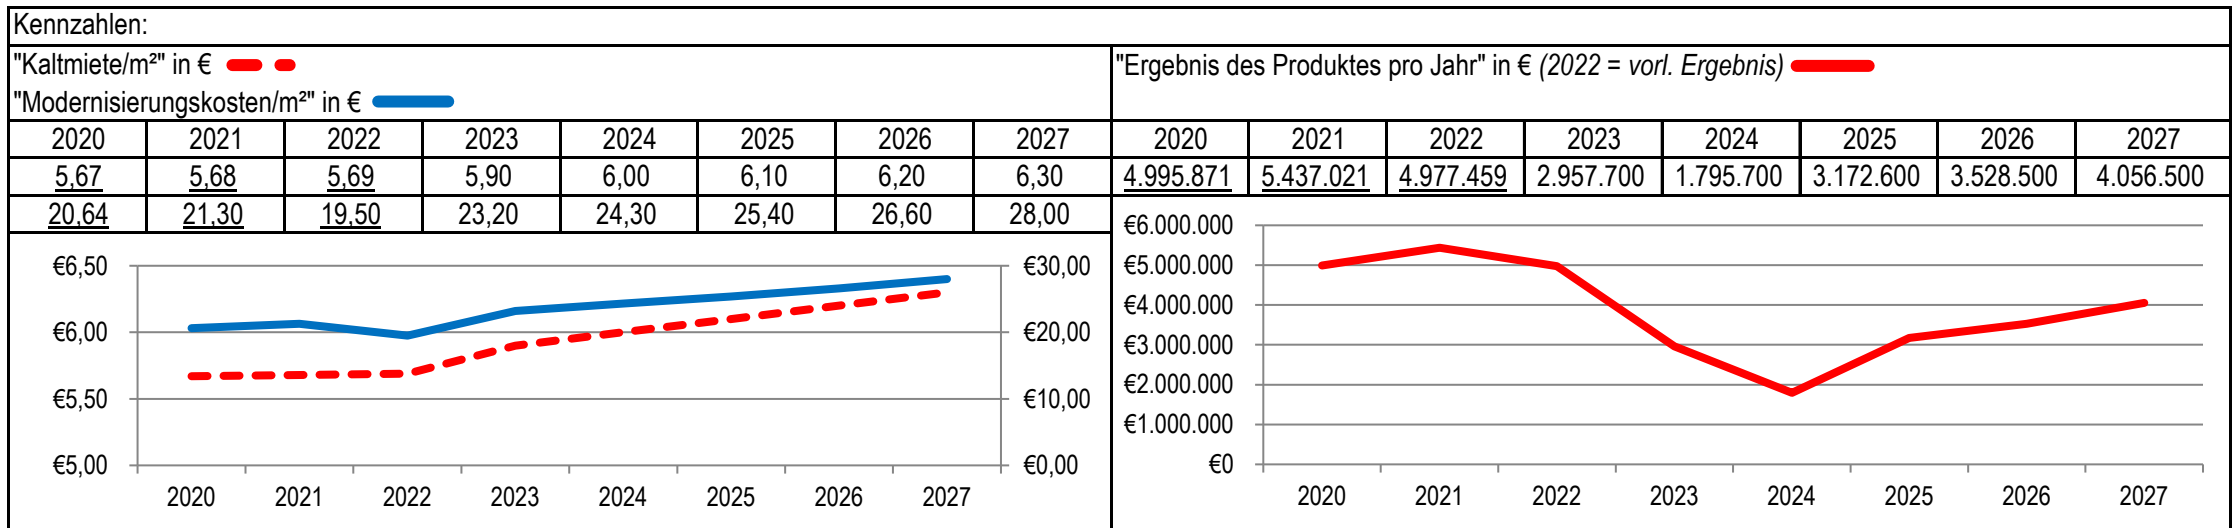 Kennzahlen:
"Kaltmiete/m²" in €
"Modernisierungskosten/m²" in €
2020 2021 2022 2023 2024 2025 2026 2027
5,67 5,68 5,69 5,90 6,00 6,10 6,20 6,30
20,64 21,30 19,50 23,20 24,30 25,40 26,60 28,00
€6,50 €30,00
€6,00 €20,00
€5,50 €10,00
€5,00 €0,00
2020 2021 2022 2023 2024 2025 2026 2027
"Ergebnis des Produktes pro Jahr" in € (2022 = vorl. Ergebnis)
2020 2021 2022 2023 2024 2025 2026 2027
4.995.871 5.437.021 4.977.459 2.957.700 1.795.700 3.172.600 3.528.500 4.056.500
€6.000.000
€5.000.000
€4.000.000
€3.000.000
€2.000.000
€1.000.000
€0
2020 2021 2022 2023 2024 2025 2026 2027